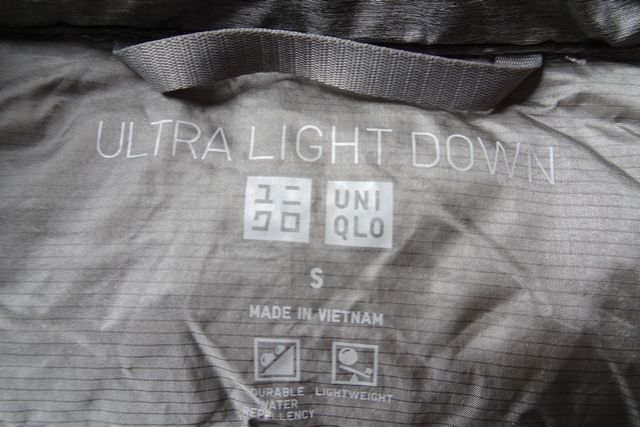 ULTRA LIGHT DOWN
ユニ UNI
クロ QLO
S
MADE IN VIETNAM
DURABLE LIGHTWEIGHT
WATER
REPELLENCY